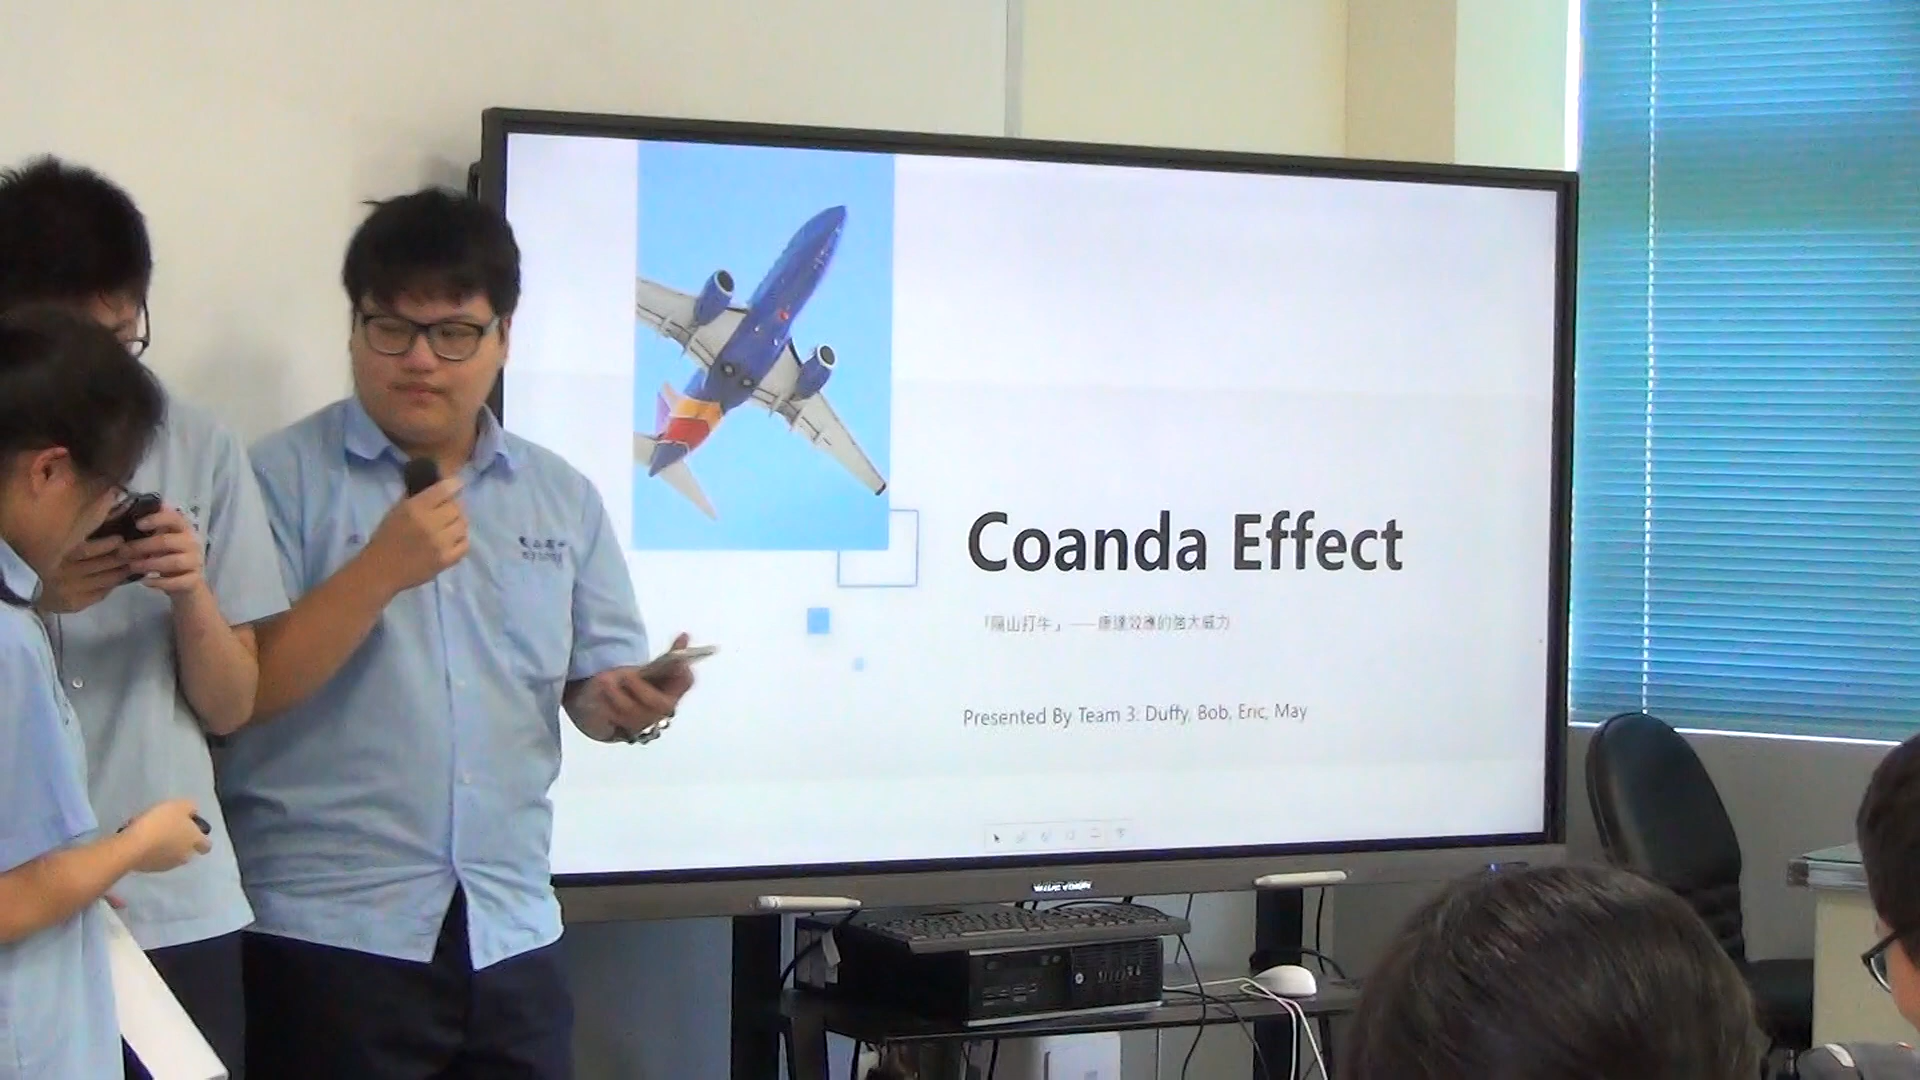 Coanda Effect
「隔山打牛」——康達效應的強大威力
Presented By Team 3: Duffy, Bob, Eric, May